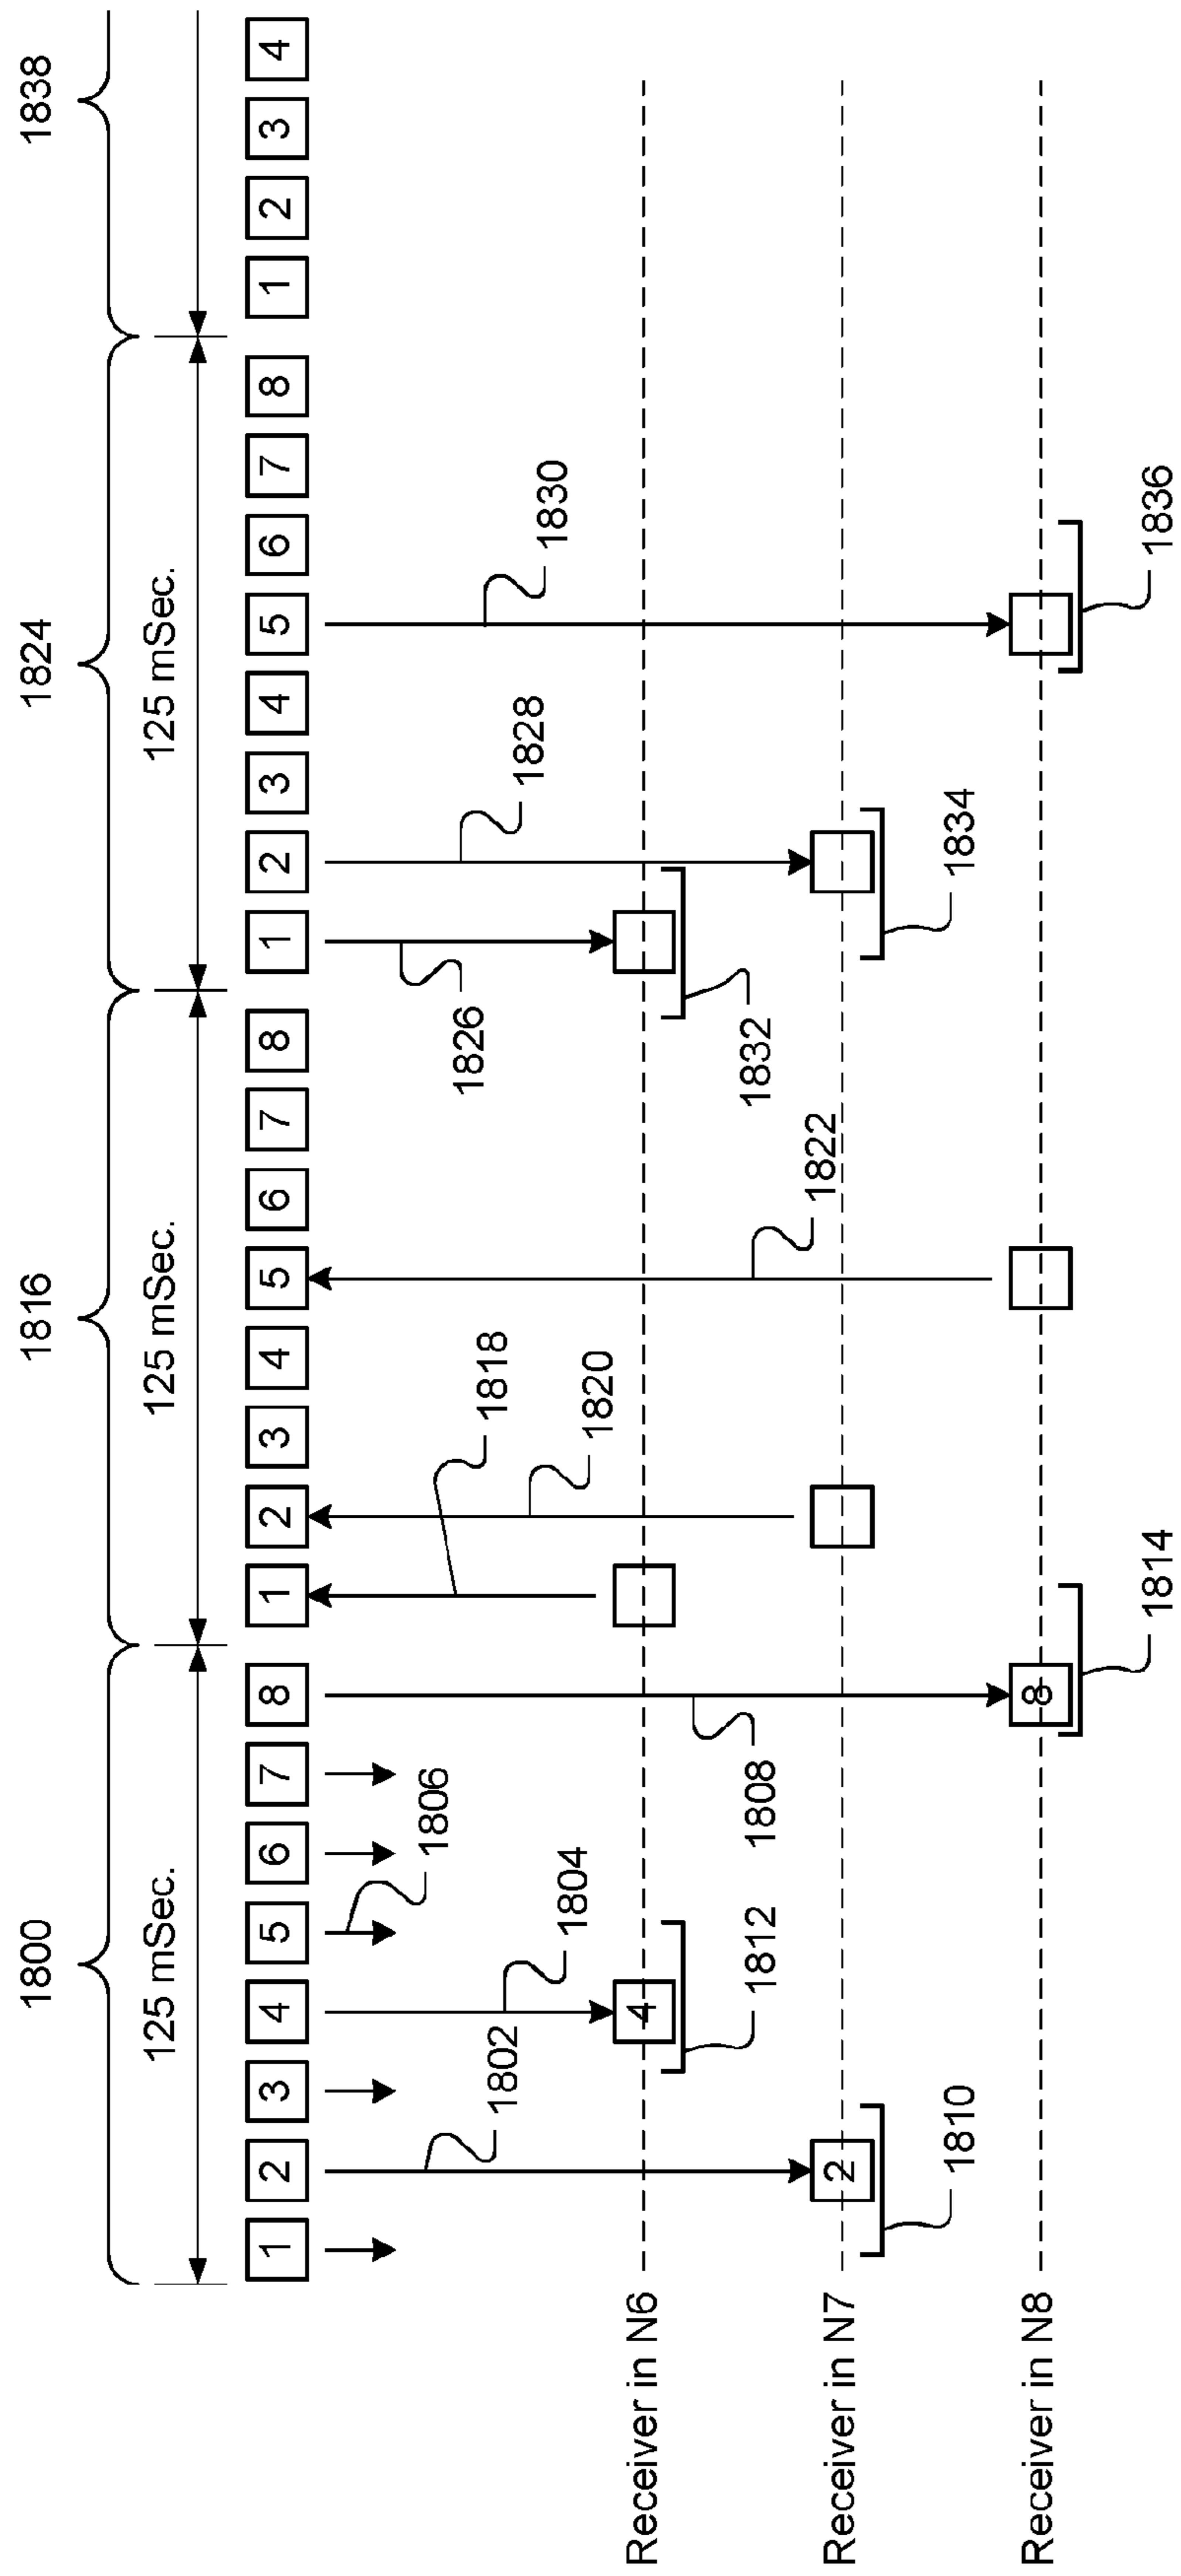 1800 1816 1824 1838
125 mSec. 125 mSec. 125 mSec.
1 2 3 4 5 6 7 8 1 2 3 4 5 6 7 8 1 2 3 4 5 6 7 8 1 2 3 4
1806
1826
1802 1804 1818 1828 1830
1820
Receiver in N6 4
1812 1808 1832
1822
Receiver in N7 2
1810 1834
Receiver in N8 8
1814 1836